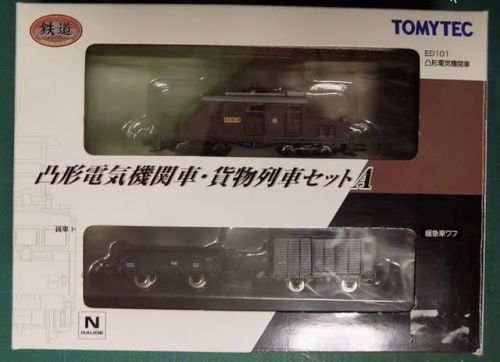 鉄道
TOMYTEC
ED101
凸形電気機関車
凸形電気機関車・貨物列車セットA
貨車ト
緩急車ワフ
N
GAUGE